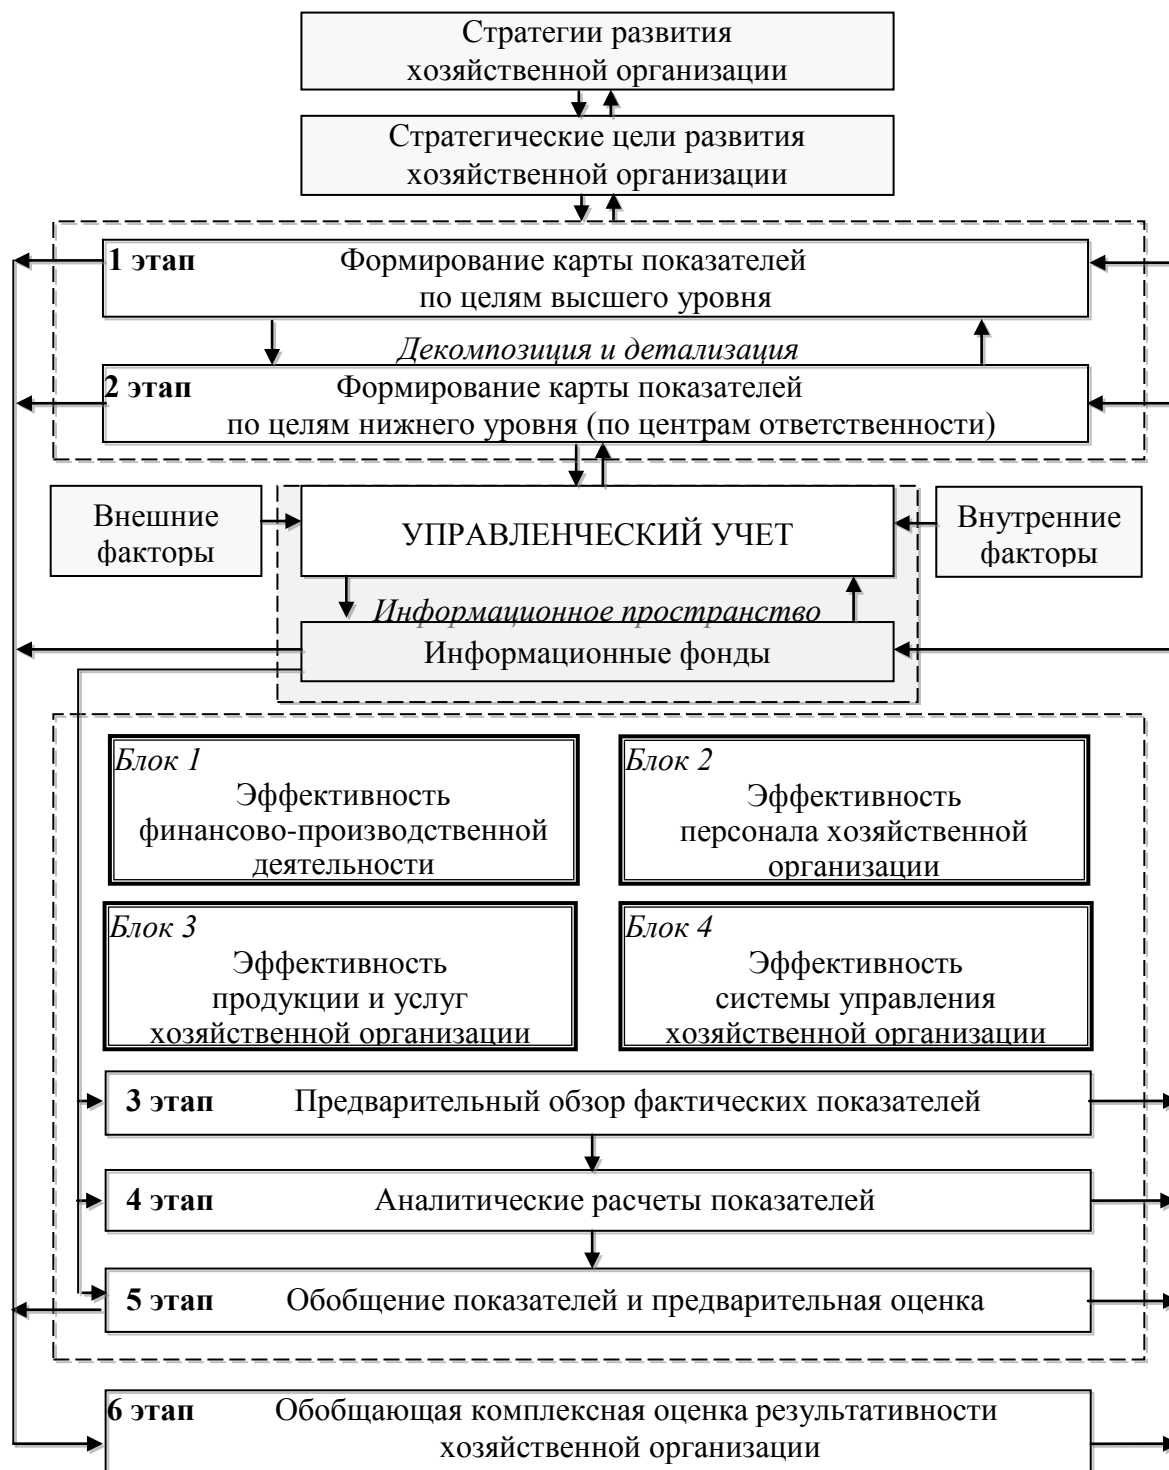 Стратегии развития
хозяйственной организации
Стратегические цели развития
хозяйственной организации
1 этап Формирование карты показателей
по целям высшего уровня
Декомпозиция и детализация
2 этап Формирование карты показателей
по целям нижнего уровня (по центрам ответственности)
Внешние
факторы
УПРАВЛЕНЧЕСКИЙ УЧЕТ
Внутренние
факторы
Информационное пространство
Информационные фонды
Блок 1
Эффективность
финансово-производственной
деятельности
Блок 2
Эффективность
персонала хозяйственной
организации
Блок 3
Эффективность
продукции и услуг
хозяйственной организации
Блок 4
Эффективность
системы управления
хозяйственной организации
3 этап Предварительный обзор фактических показателей
4 этап Аналитические расчеты показателей
5 этап Обобщение показателей и предварительная оценка
6 этап Обобщающая комплексная оценка результативности
хозяйственной организации